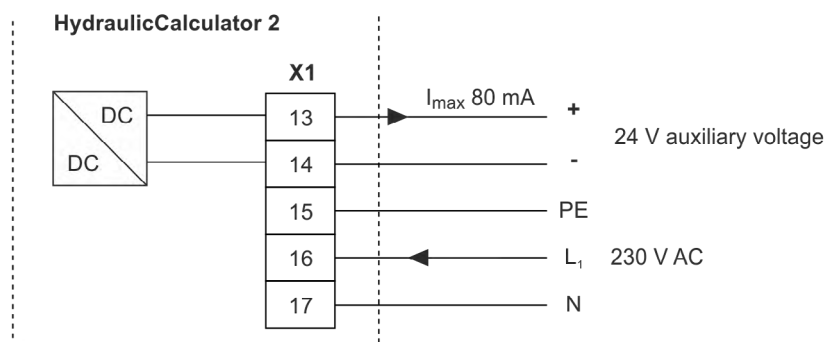 HydraulicCalculator 2
X1
DC
DC
13 I_max 80 mA +
24 V auxiliary voltage
14 -
15 PE
16 L₁ 230 V AC
17 N